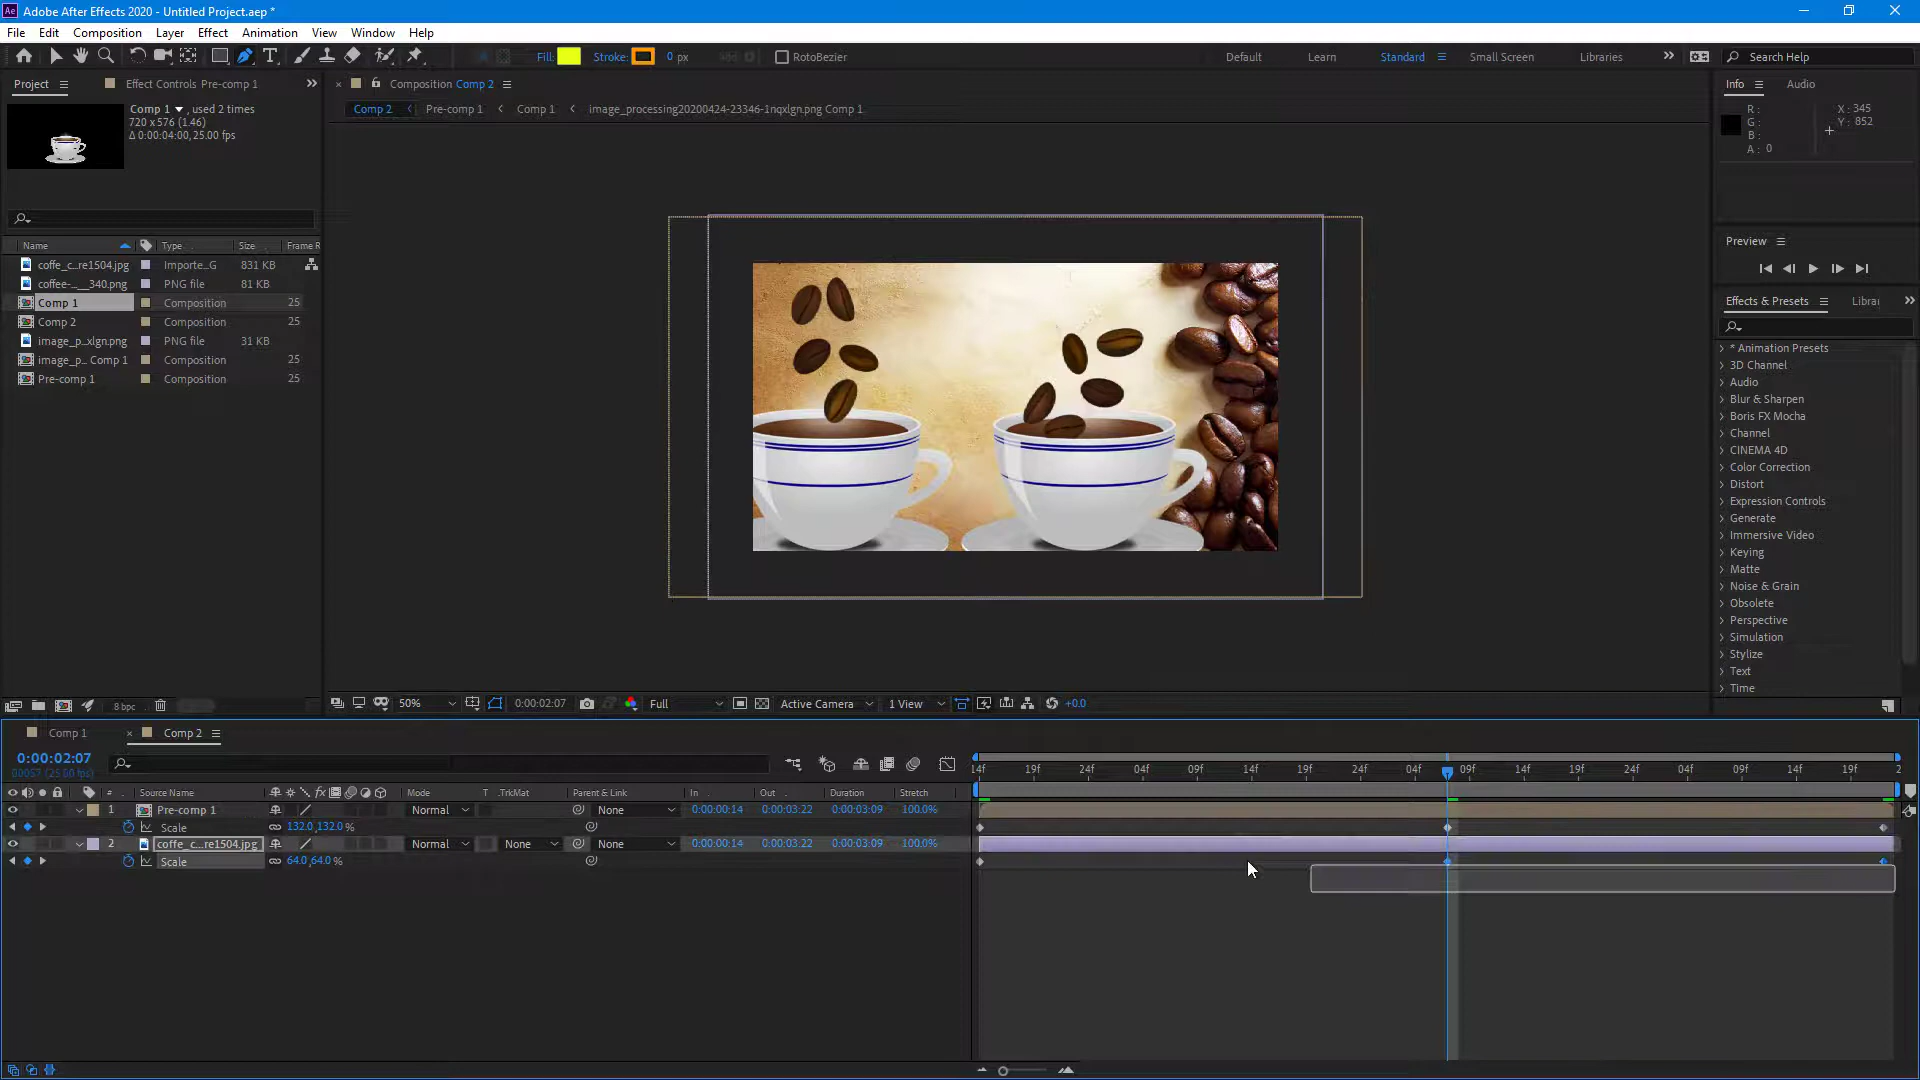 Ae Adobe After Effects 2020 - Untitled Project.aep *
File Edit Composition Layer Effect Animation View Window Help
Fill: Stroke: 0 px RotoBezier Default Learn Standard Small Screen Libraries Search Help
Project Effect Controls Pre-comp 1
Comp 1, used 2 times
720 x 576 (1.46)
Δ 0:00:04:00, 25.00 fps
Name Type Size Frame R
coffe_c...re1504.jpg Importe_G 831 KB
coffee-...__340.png PNG file 81 KB
Comp 1 Composition 25
Comp 2 Composition 25
image_p...xlgn.png PNG file 31 KB
image_p... Comp 1 Composition 25
Pre-comp 1 Composition 25
8 bpc
Composition Comp 2
Comp 2 Pre-comp 1 Comp 1 image_processing20200424-23346-1nqxlgn.png Comp 1
50% 0:00:02:07 Full Active Camera 1 View +0.0
Info Audio
R : X : 345
G : Y : 852
B :
A : 0
Preview
Effects & Presets Librai
* Animation Presets
3D Channel
Audio
Blur & Sharpen
Boris FX Mocha
Channel
CINEMA 4D
Color Correction
Distort
Expression Controls
Generate
Immersive Video
Keying
Matte
Noise & Grain
Obsolete
Perspective
Simulation
Stylize
Text
Time
Comp 1 Comp 2
0:00:02:07
00057 (25.00 fps)
14f 19f 24f 04f 09f 14f 19f 24f 04f 09f 14f 19f 24f 04f 09f 14f 19f 2
# Source Name Mode T .TrkMat Parent & Link In Out Duration Stretch
1 Pre-comp 1 Normal None 0:00:00:14 0:00:03:22 0:00:03:09 100.0%
Scale 132.0,132.0 %
2 coffe_c...re1504.jpg Normal None None 0:00:00:14 0:00:03:22 0:00:03:09 100.0%
Scale 64.0,64.0 %